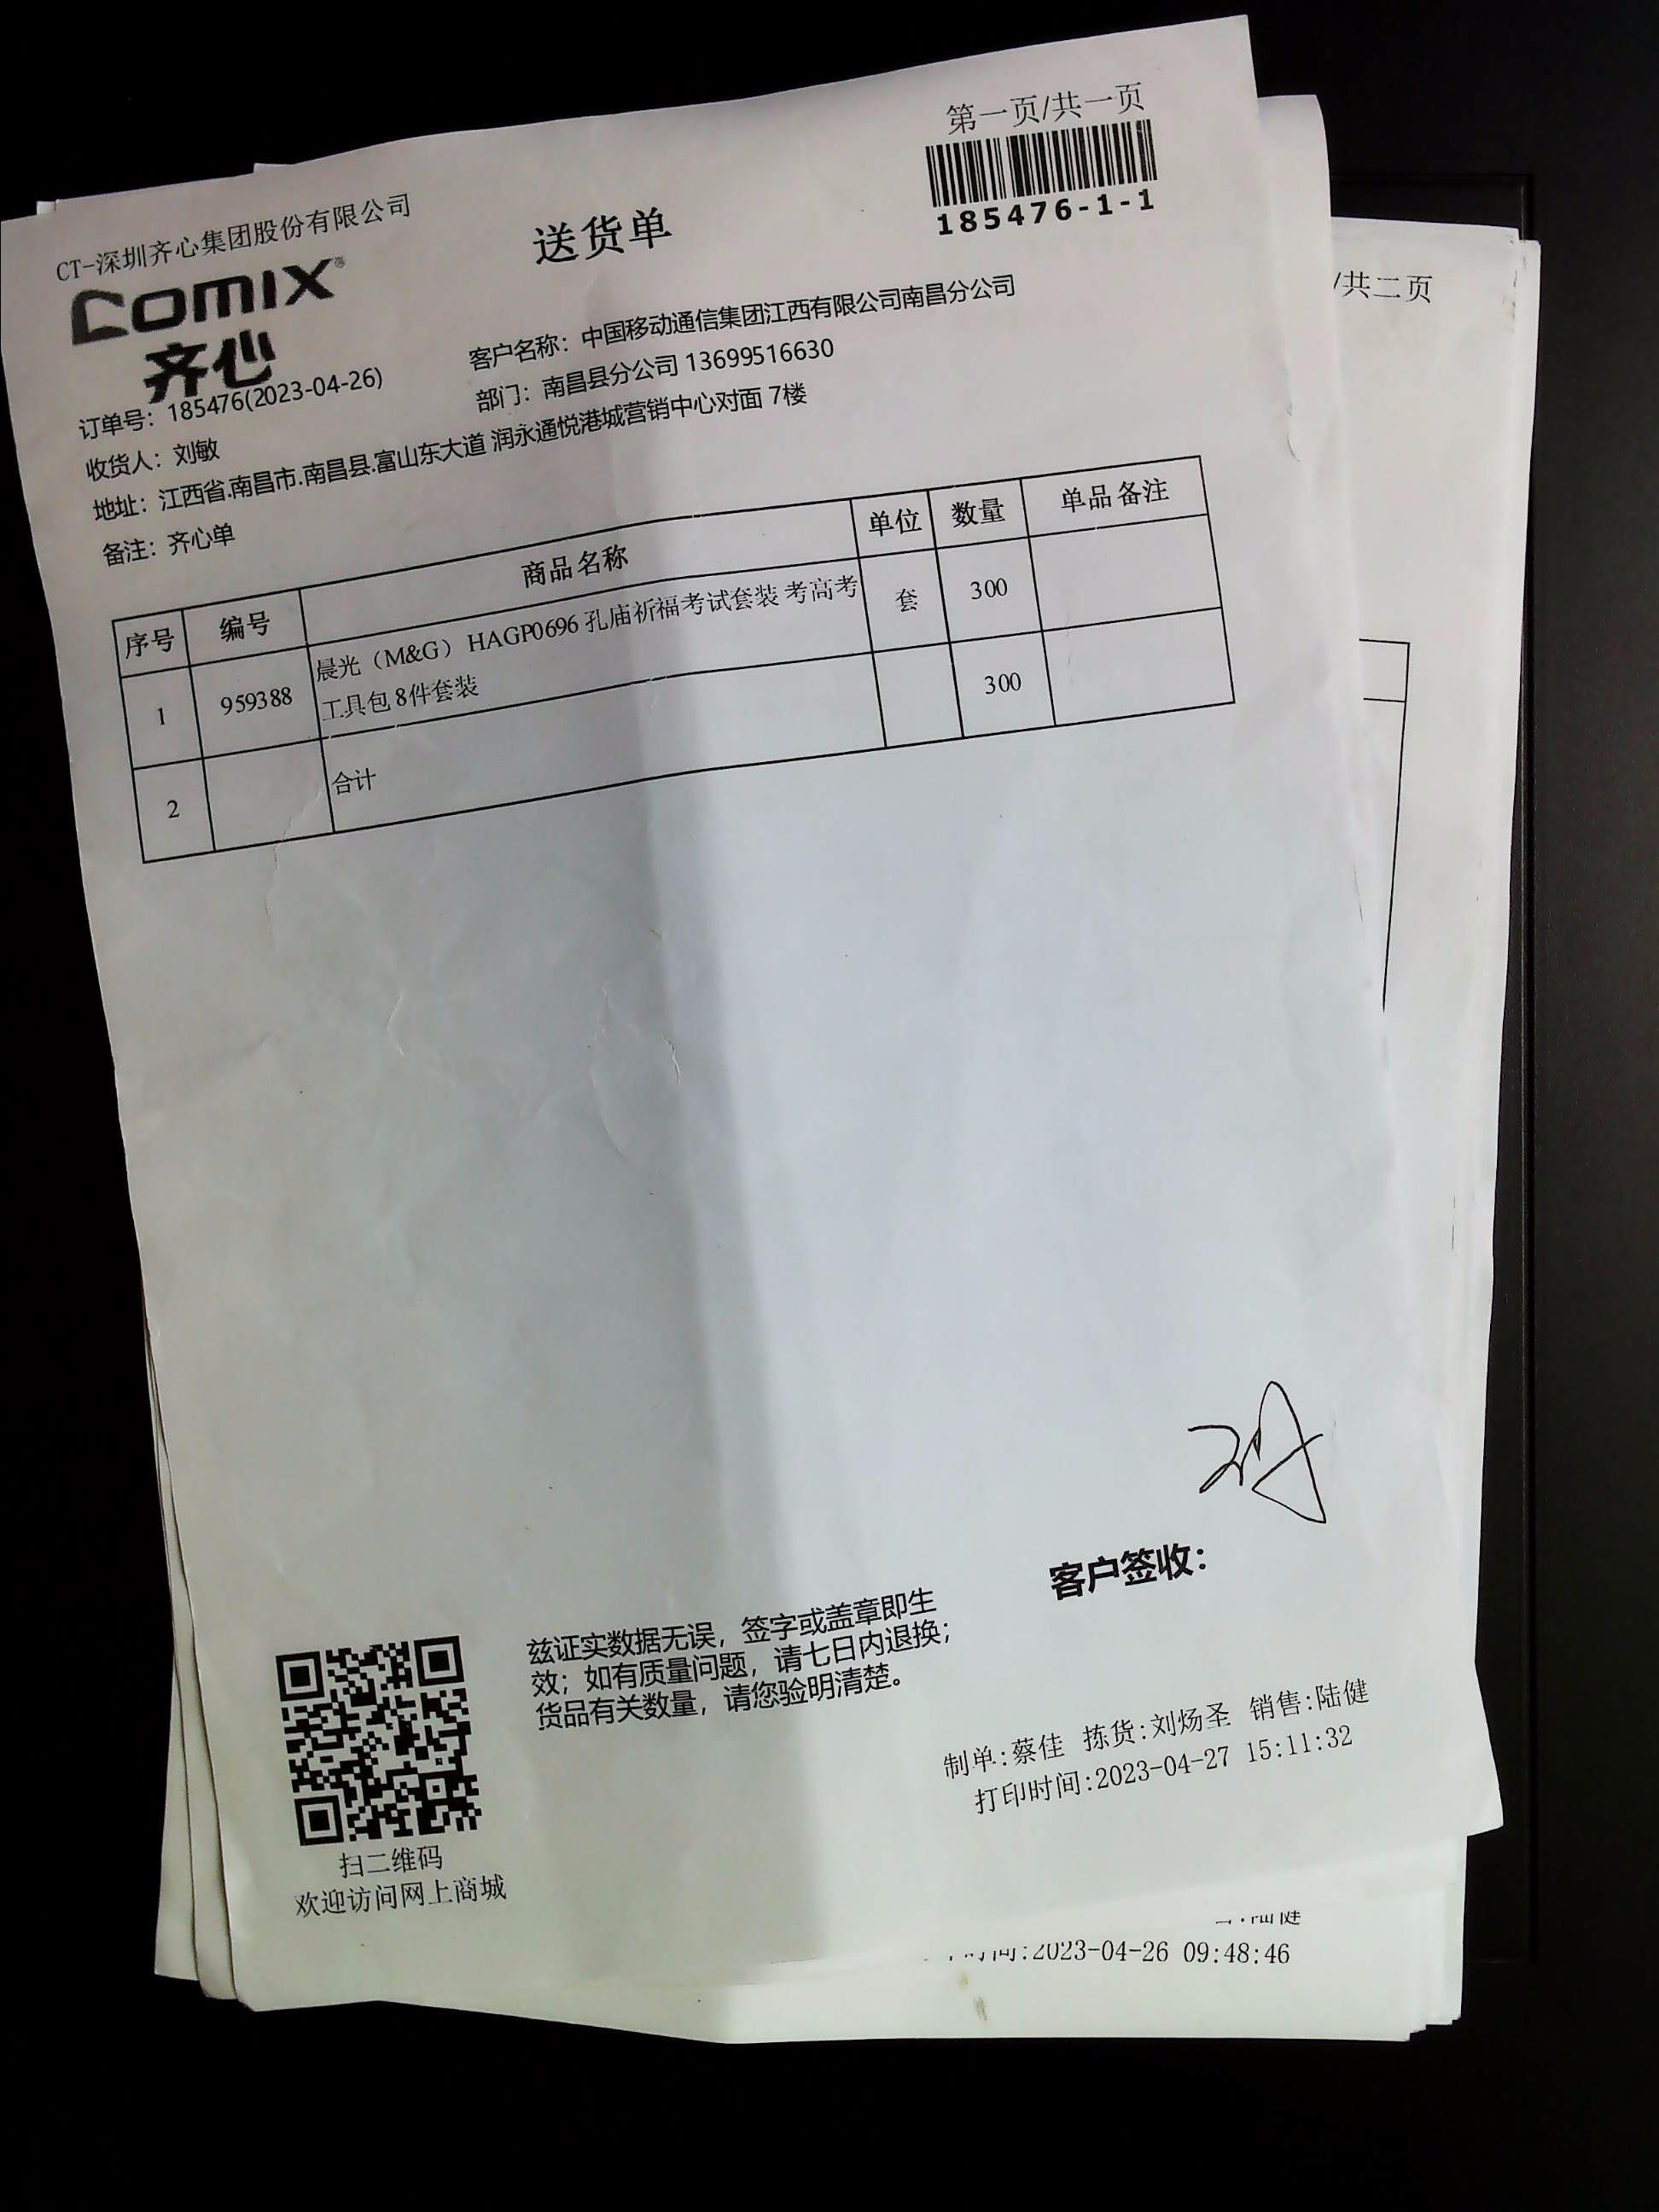 第一页/共一页
185476-1-1
CT-深圳齐心集团股份有限公司
送货单
comix
齐心
订单号：185476(2023-04-26)
客户名称：中国移动通信集团江西有限公司南昌分公司
收货人：刘敏
部门：南昌县分公司 13699516630
地址：江西省.南昌市.南昌县.富山东大道 润永通悦港城营销中心对面 7楼
备注：齐心单
序号 编号 商品名称 单位 数量 单品备注
1 959388 晨光（M&G） HAGP0696 孔庙祈福考试套装 考高考 套 300
工具包 8件套装
2 合计 300
客户签收：
兹证实数据无误，签字或盖章即生
效；如有质量问题，请七日内退换；
货品有关数量，请您验明清楚。
制单:蔡佳 拣货:刘炀圣 销售:陆健
打印时间:2023-04-27 15:11:32
扫二维码
欢迎访问网上商城
/共二页
:2023-04-26 09:48:46